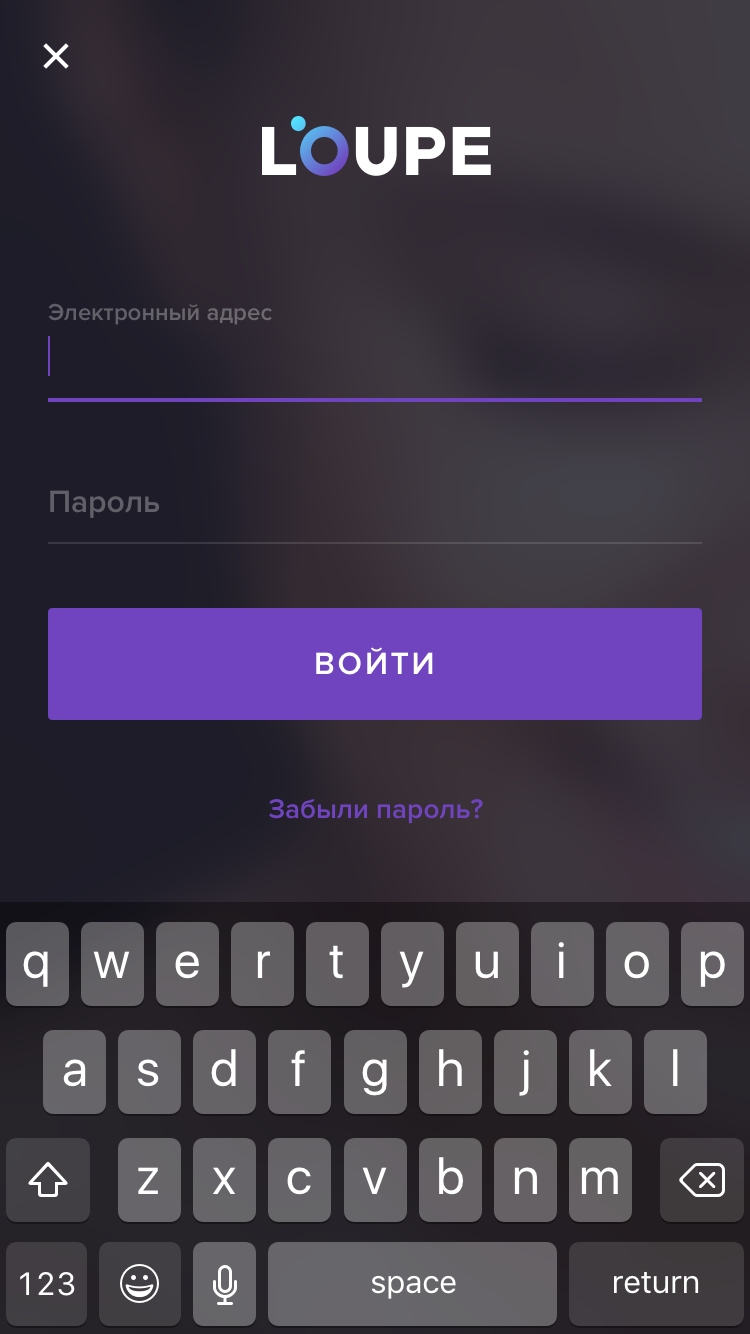 LOUPE
Электронный адрес
Пароль
ВОЙТИ
Забыли пароль?
q w e r t y u i o p
a s d f g h j k l
z x c v b n m
123 space return